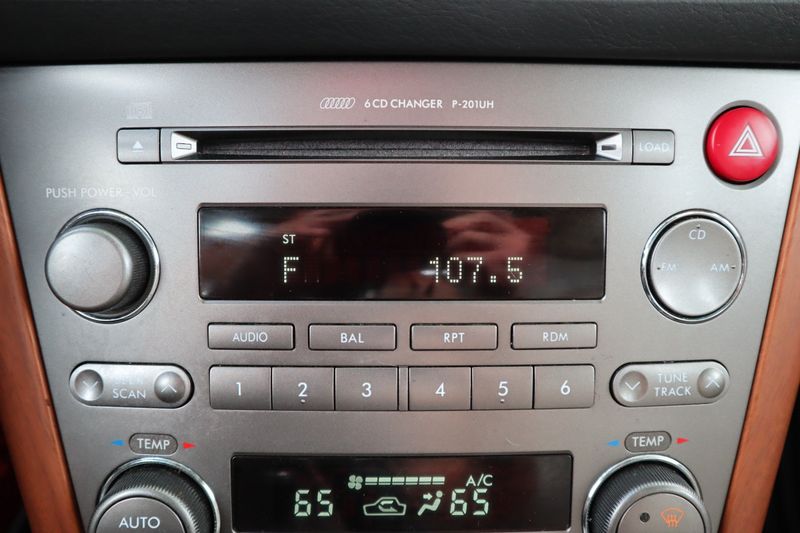 6 CD CHANGER P-201UH
LOAD
PUSH POWER - VOL
ST
F 107.5
CD
FM AM
AUDIO BAL RPT RDM
SCAN
1 2 3 4 5 6
TUNE
TRACK
TEMP TEMP
A/C
65 65
AUTO